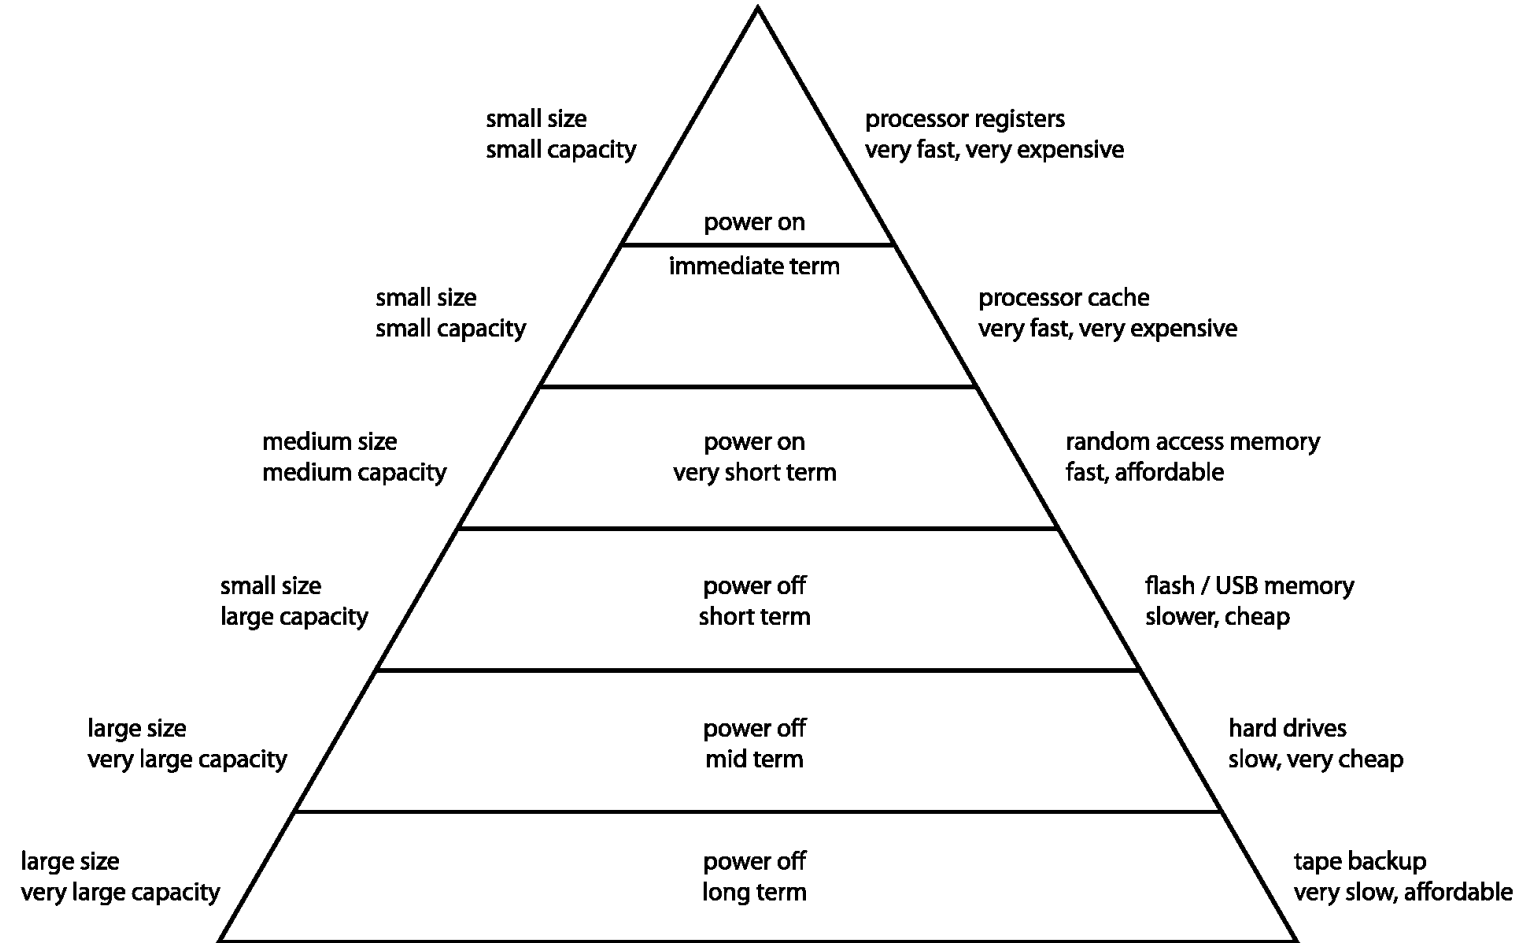 small size
small capacity
processor registers
very fast, very expensive
power on
immediate term
small size
small capacity
processor cache
very fast, very expensive
medium size
medium capacity
power on
very short term
random access memory
fast, affordable
small size
large capacity
power off
short term
flash / USB memory
slower, cheap
large size
very large capacity
power off
mid term
hard drives
slow, very cheap
large size
very large capacity
power off
long term
tape backup
very slow, affordable